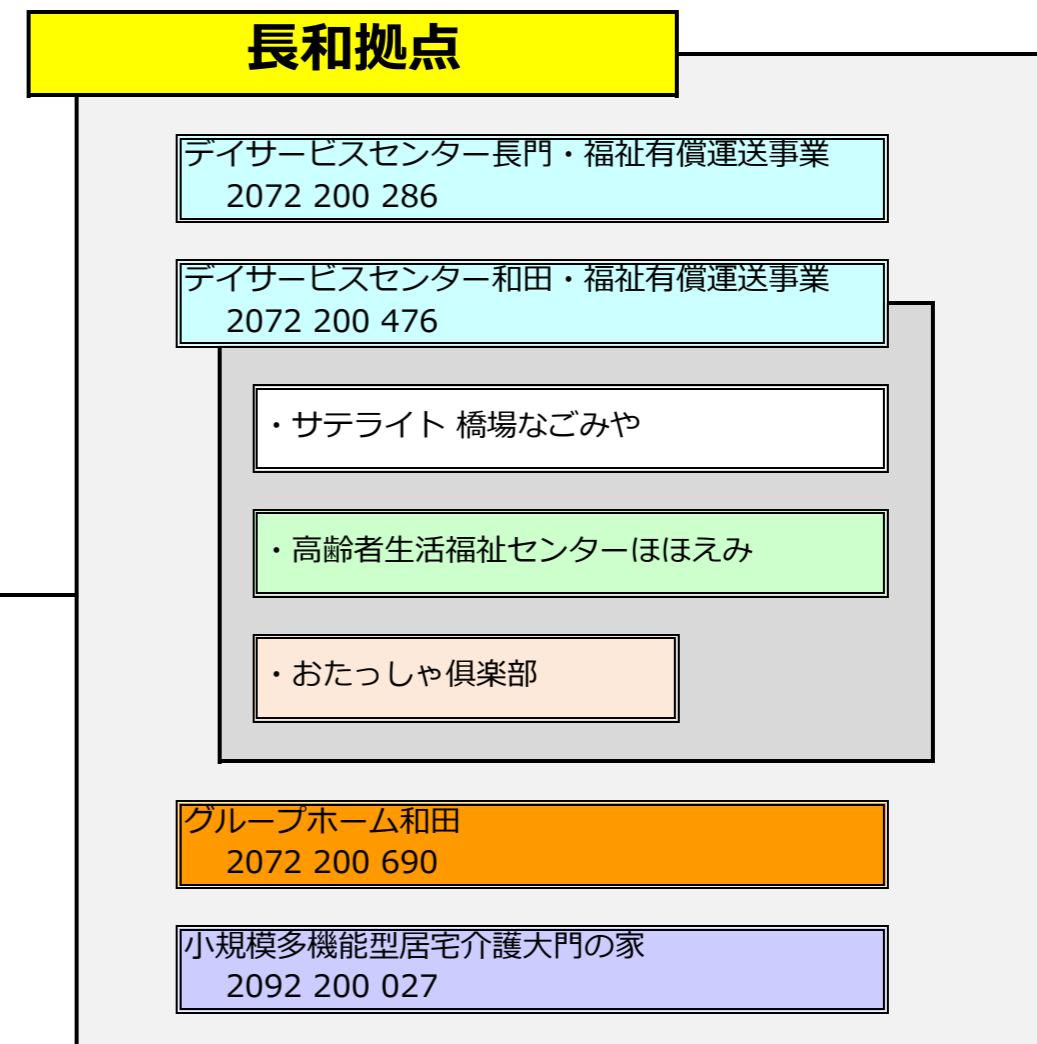 長和拠点
デイサービスセンター長門・福祉有償運送事業
2072 200 286
デイサービスセンター和田・福祉有償運送事業
2072 200 476
・サテライト 橋場なごみや
・高齢者生活福祉センターほほえみ
・おたっしゃ倶楽部
グループホーム和田
2072 200 690
小規模多機能型居宅介護大門の家
2092 200 027